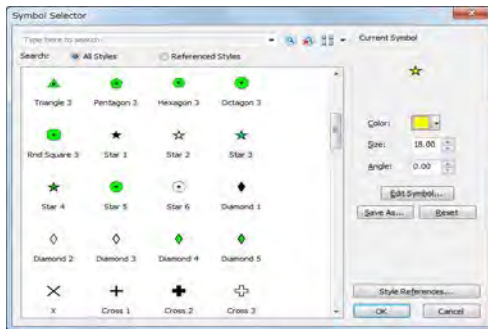 Symbol Selector
Type here to search
Search: All Styles Referenced Styles
Current Symbol
Triangle 3 Pentagon 3 Hexagon 3 Octagon 3
Rnd Square 3 Star 1 Star 2 Star 3
Star 4 Star 5 Star 6 Diamond 1
Diamond 2 Diamond 3 Diamond 4 Diamond 5
X Cross 1 Cross 2 Cross 3
Color:
Size: 18.00
Angle: 0.00
Edit Symbol...
Save As... Reset
Style References...
OK Cancel